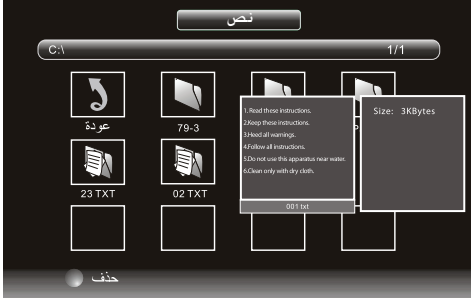 نص
C:\ 1/1
عودة 79-3
1. Read these instructions.
2.Keep these instructions.
3.Heed all warnings.
4.Follow all instructions.
5.Do not use this apparatus near water.
6.Clean only with dry cloth.
001 txt
Size: 3KBytes
23 TXT 02 TXT
حذف